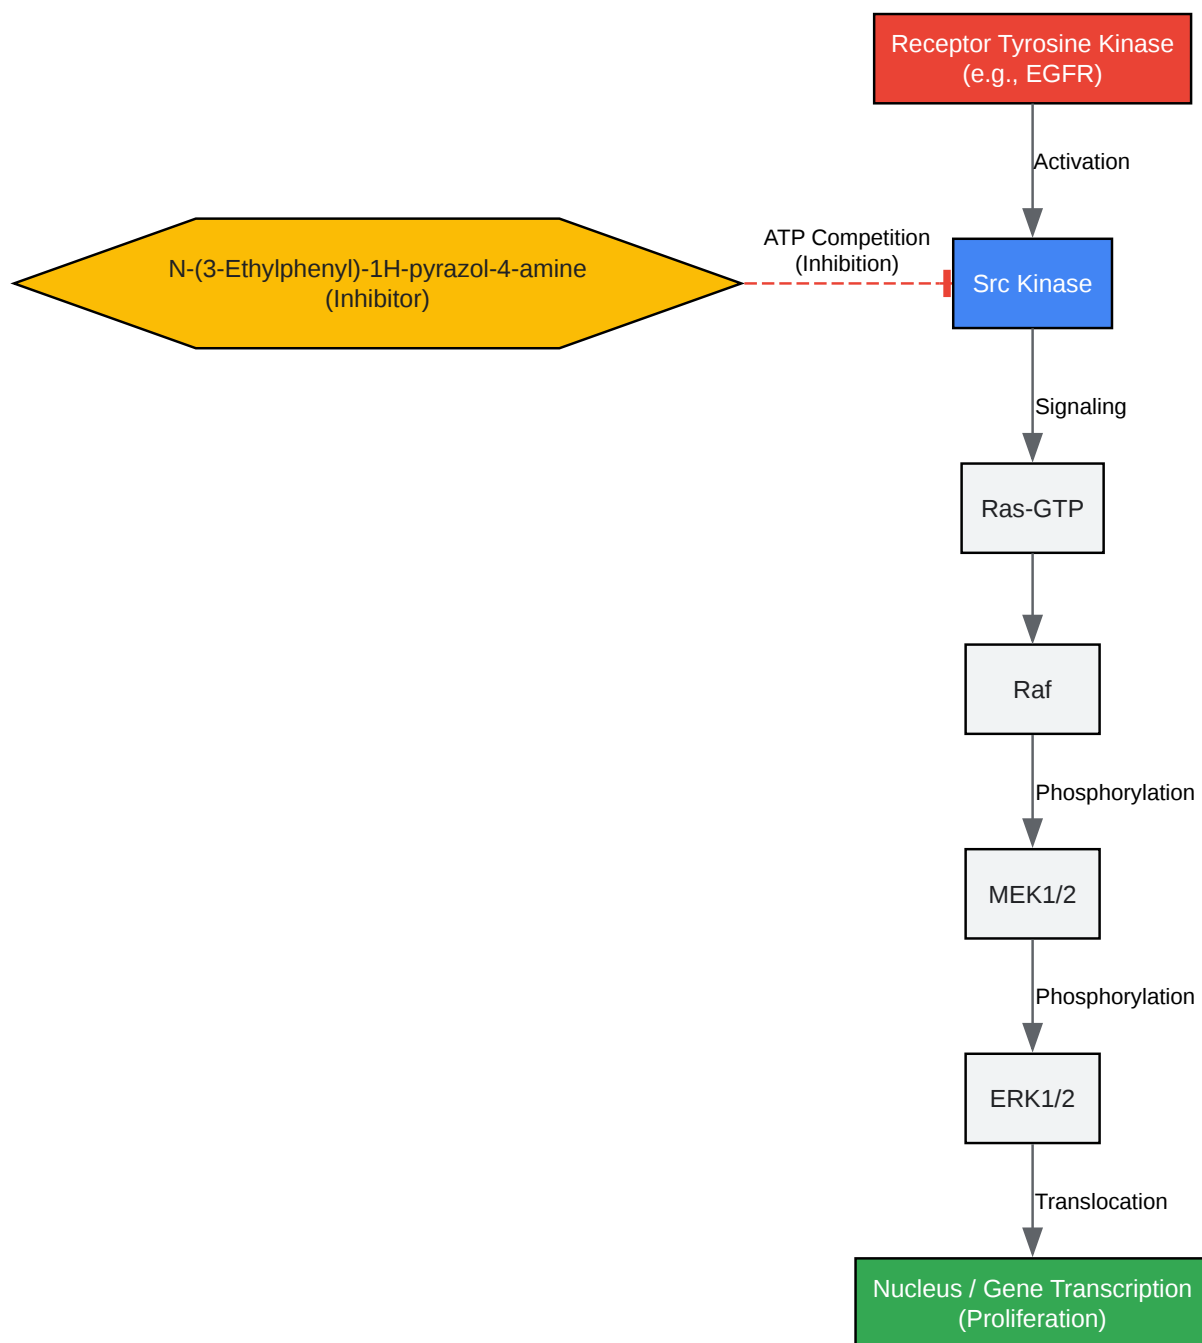 Receptor Tyrosine Kinase
(e.g., EGFR)
Activation
ATP Competition
(Inhibition)
N-(3-Ethylphenyl)-1H-pyrazol-4-amine
(Inhibitor)
Src Kinase
Signaling
Ras-GTP
Raf
Phosphorylation
MEK1/2
Phosphorylation
ERK1/2
Translocation
Nucleus / Gene Transcription
(Proliferation)